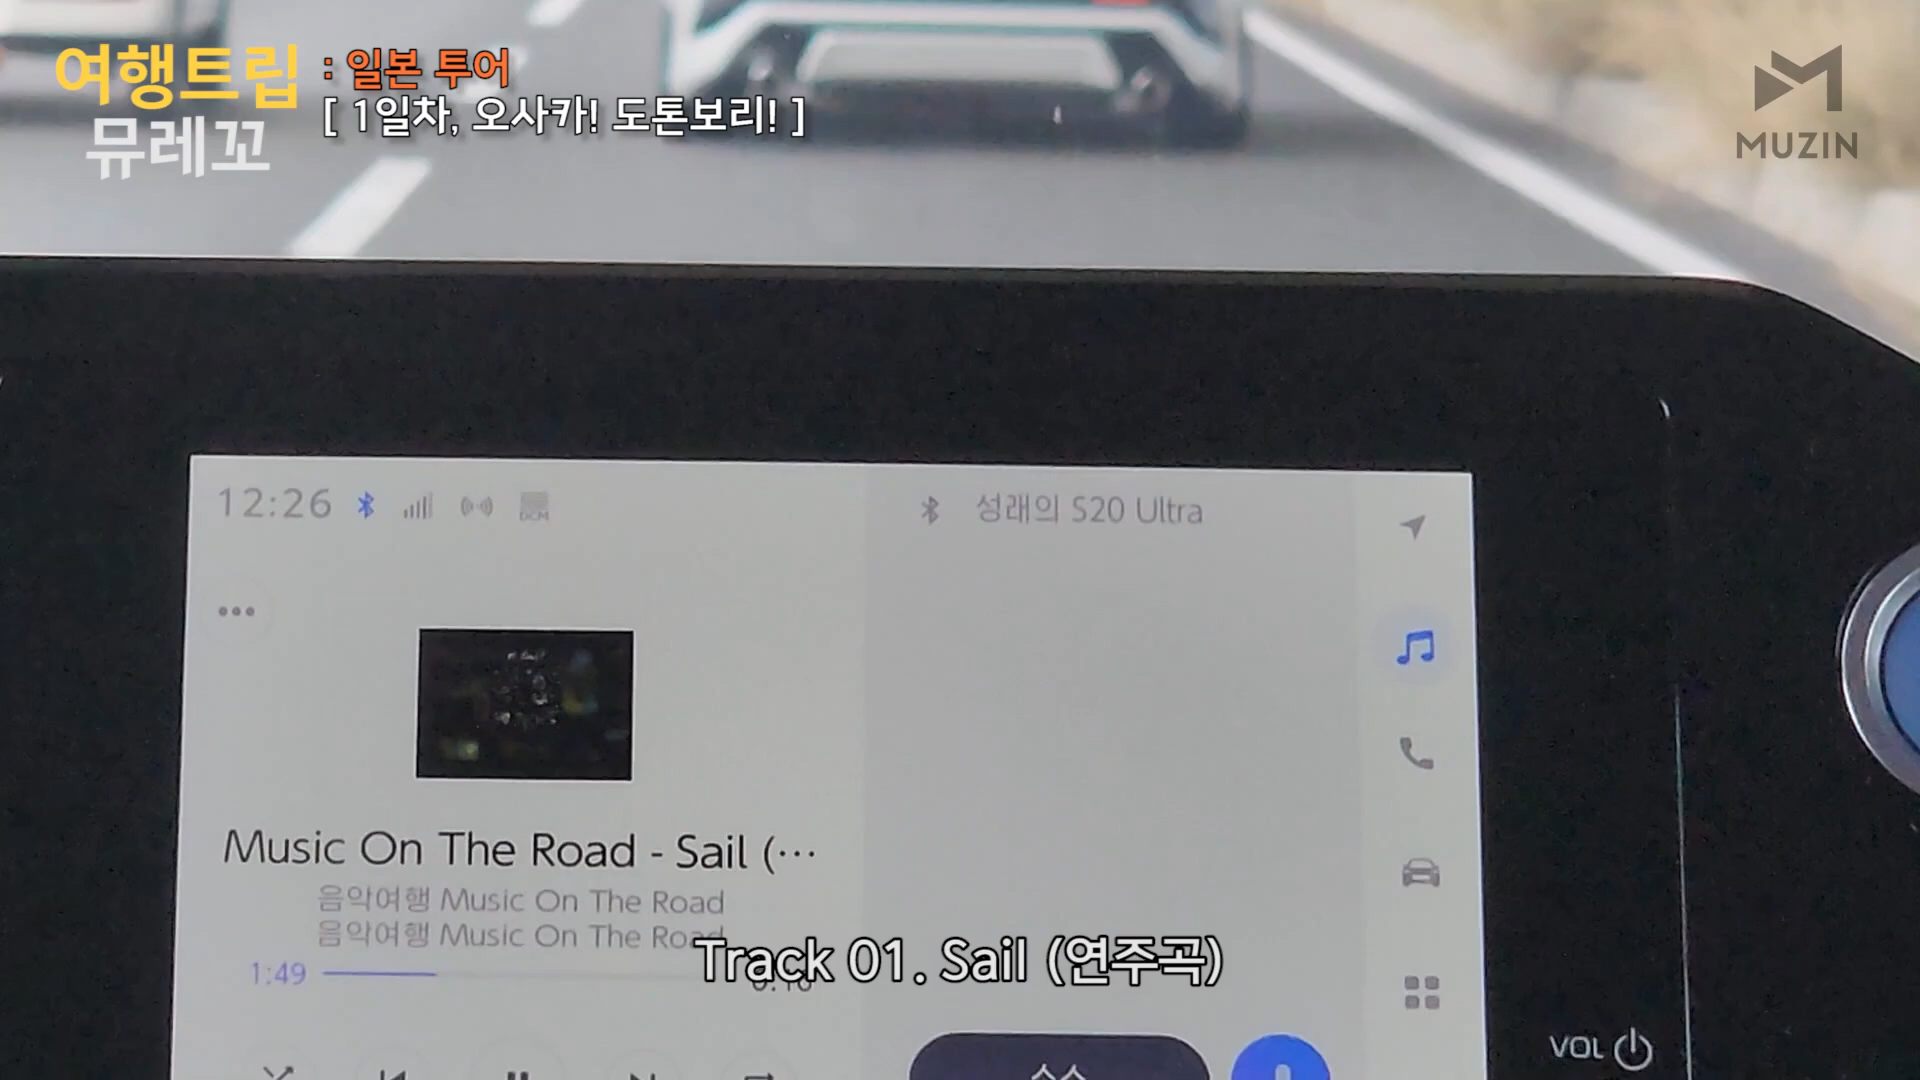 여행트립
뮤레꼬
: 일본 투어
[ 1일차, 오사카! 도톤보리! ]
MUZIN
12:26
DCM
성래의 S20 Ultra
Music On The Road - Sail (···
음악여행 Music On The Road
음악여행 Music On The Road
1:49
Track 01. Sail (연주곡)
VOL